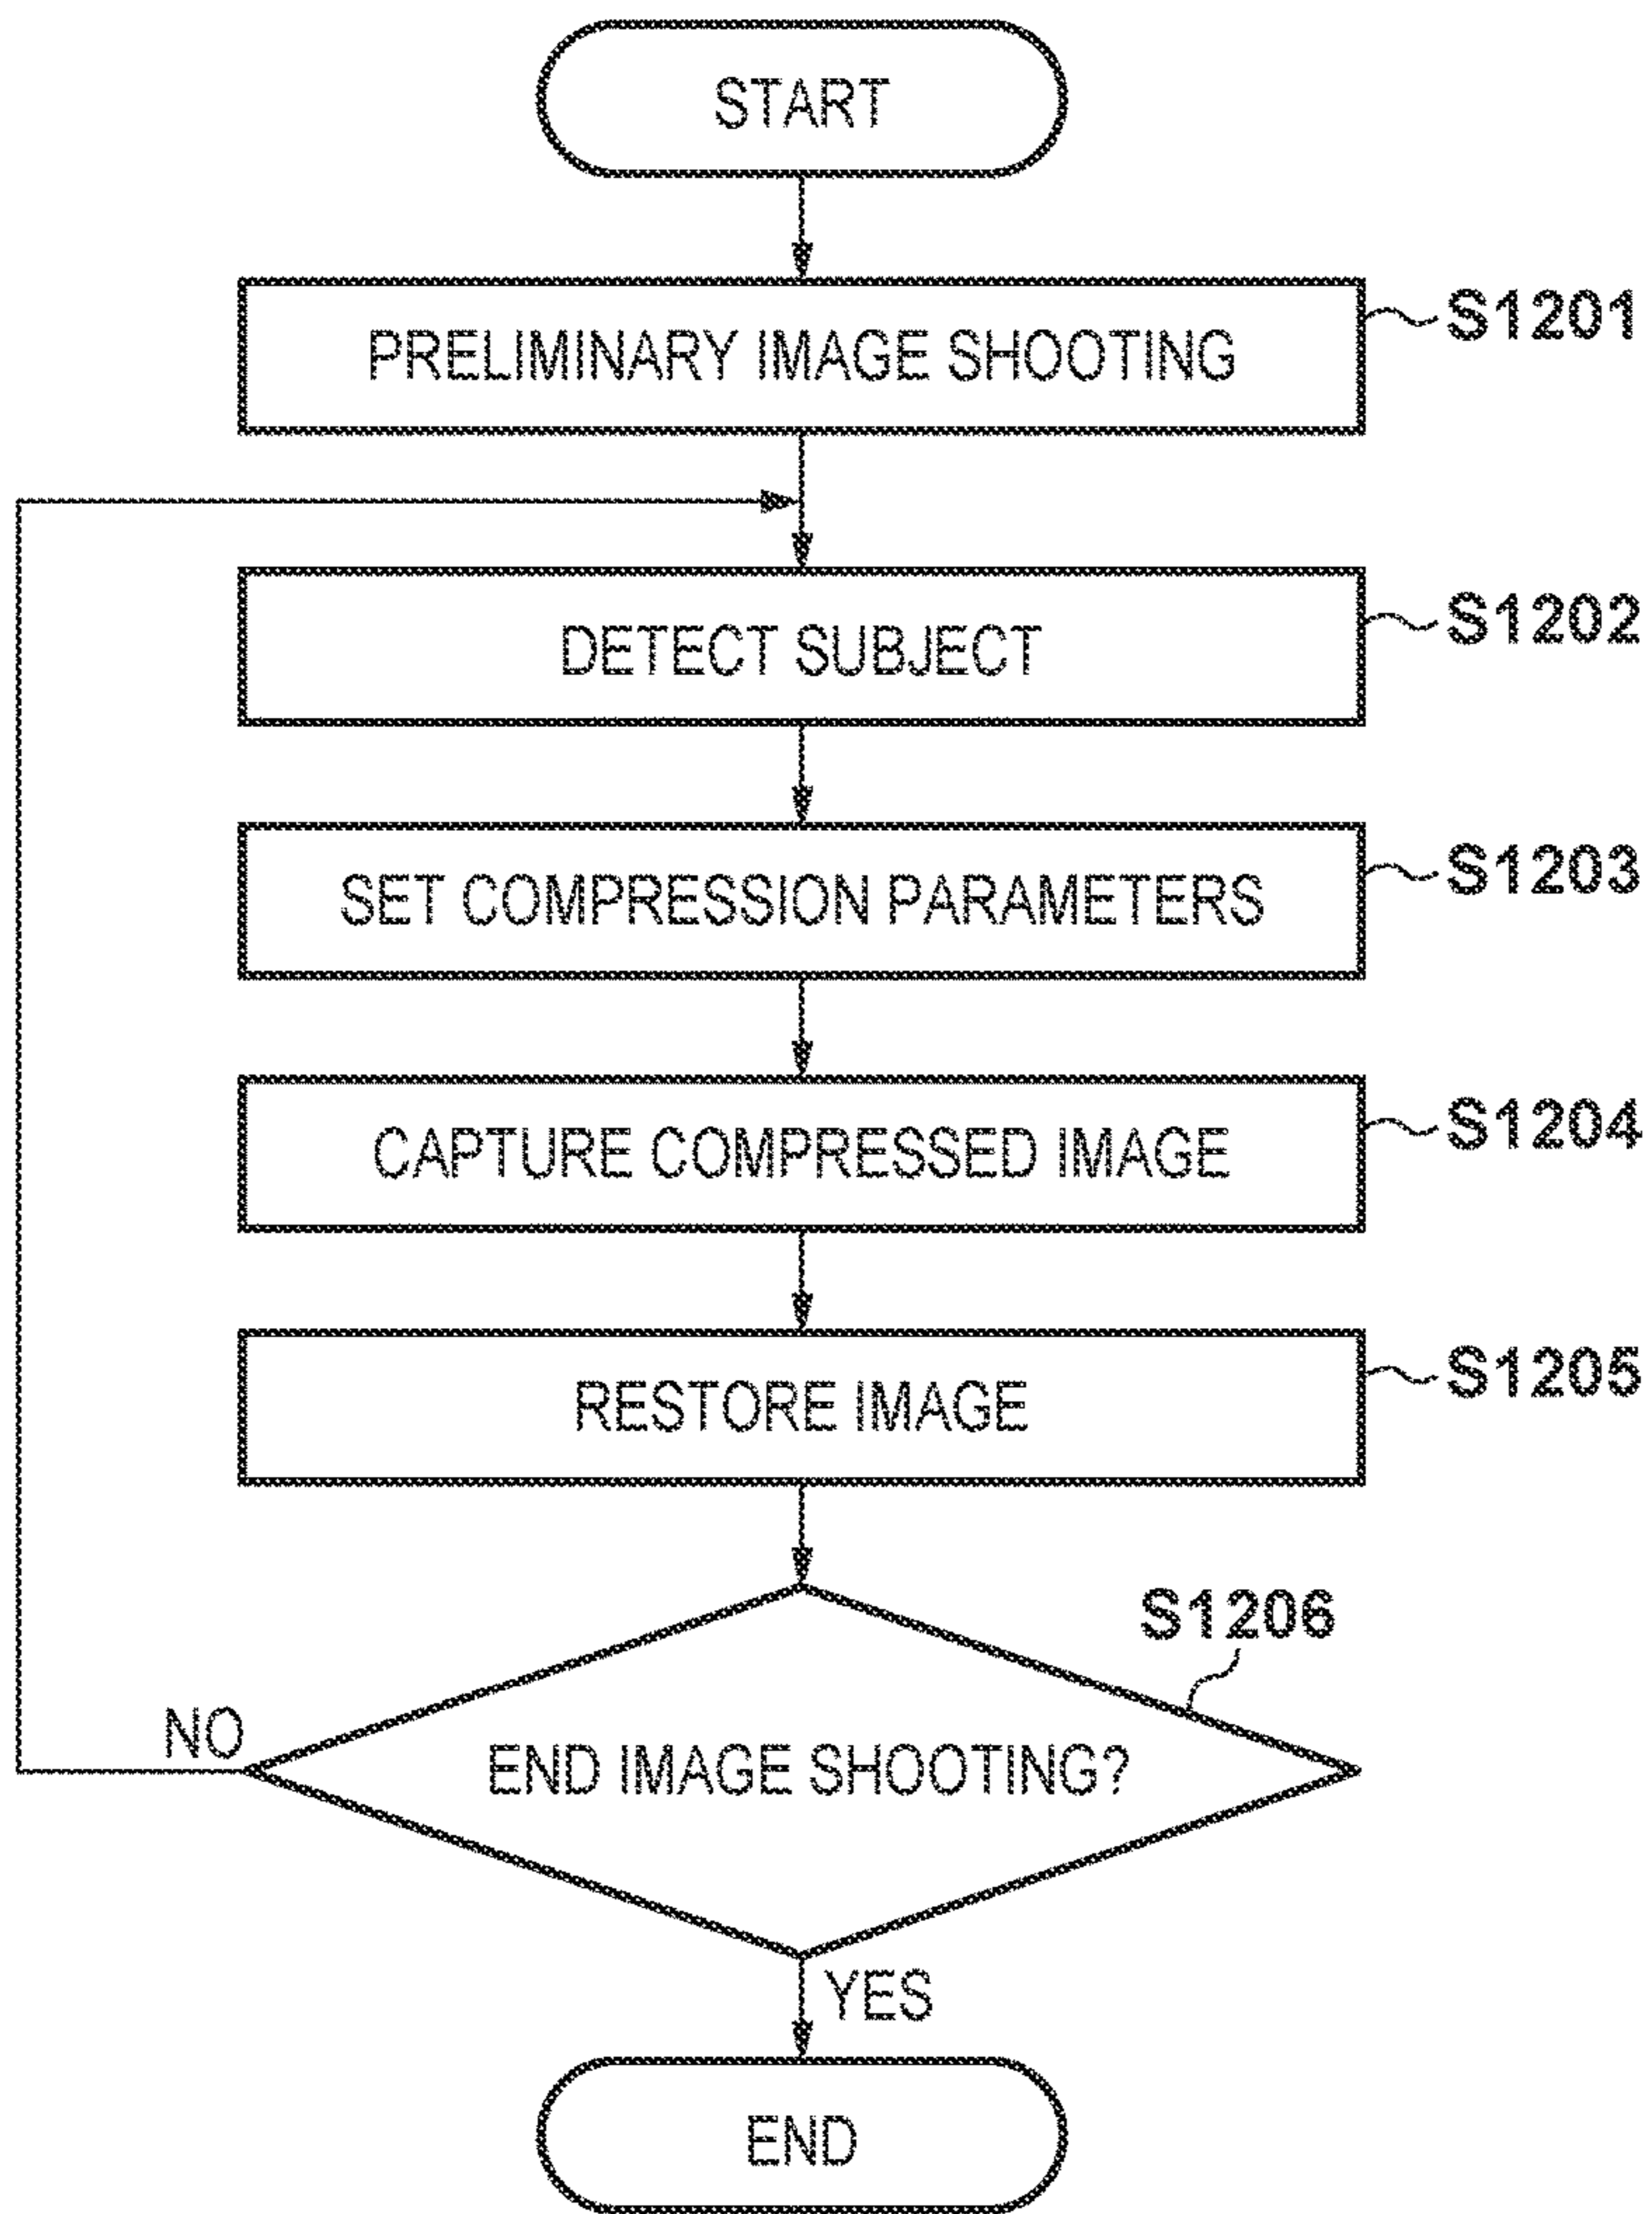 START
PRELIMINARY IMAGE SHOOTING
S1201
DETECT SUBJECT
S1202
SET COMPRESSION PARAMETERS
S1203
CAPTURE COMPRESSED IMAGE
S1204
RESTORE IMAGE
S1205
S1206
NO
END IMAGE SHOOTING?
YES
END